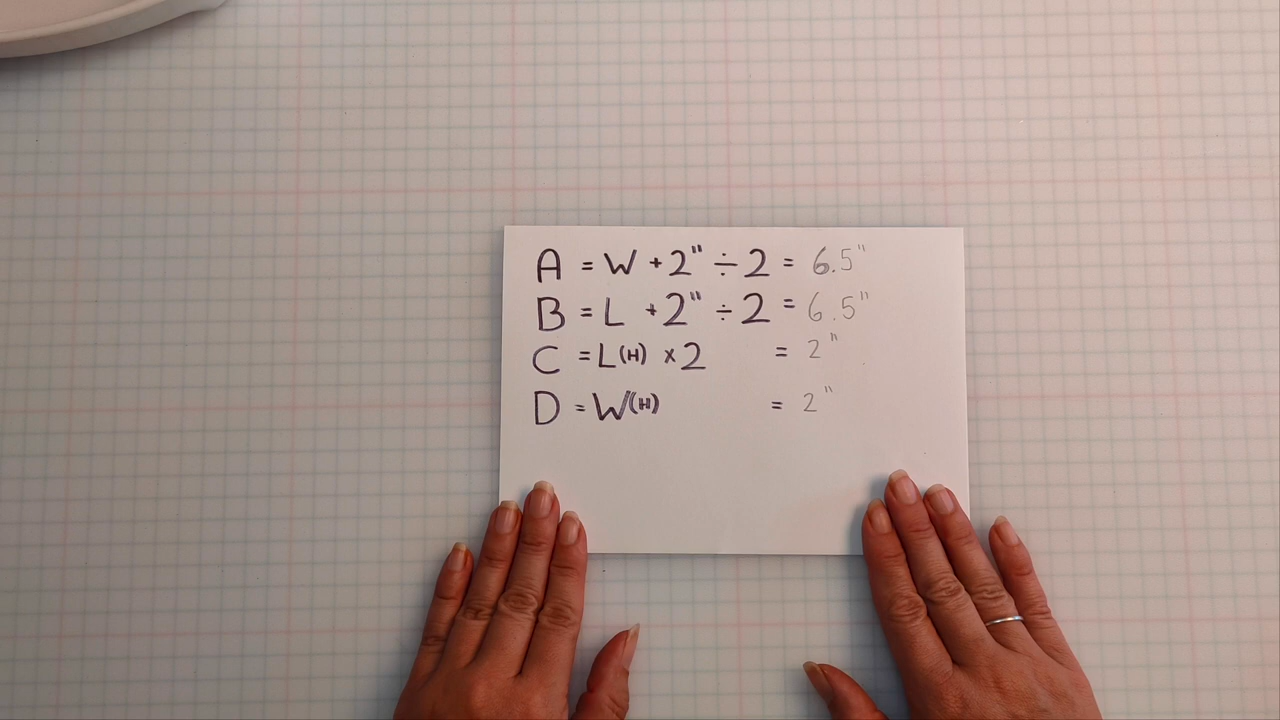 A = W + 2" ÷ 2 = 6.5"
B = L + 2" ÷ 2 = 6.5"
C = L(H) × 2 = 2"
D = W(H) = 2"